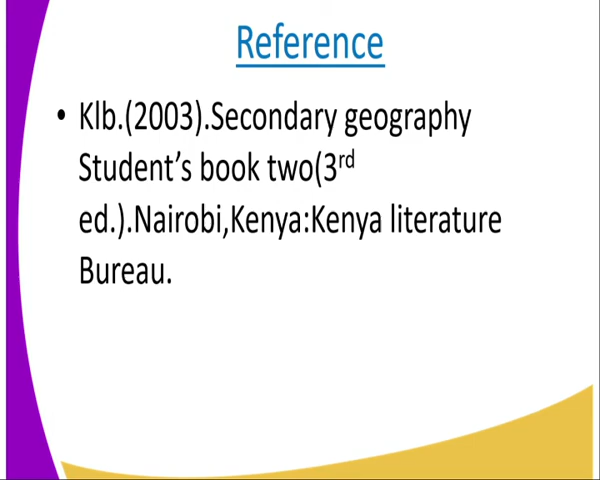 Reference
• Klb.(2003).Secondary geography
Student’s book two(3rd
ed.).Nairobi,Kenya:Kenya literature
Bureau.